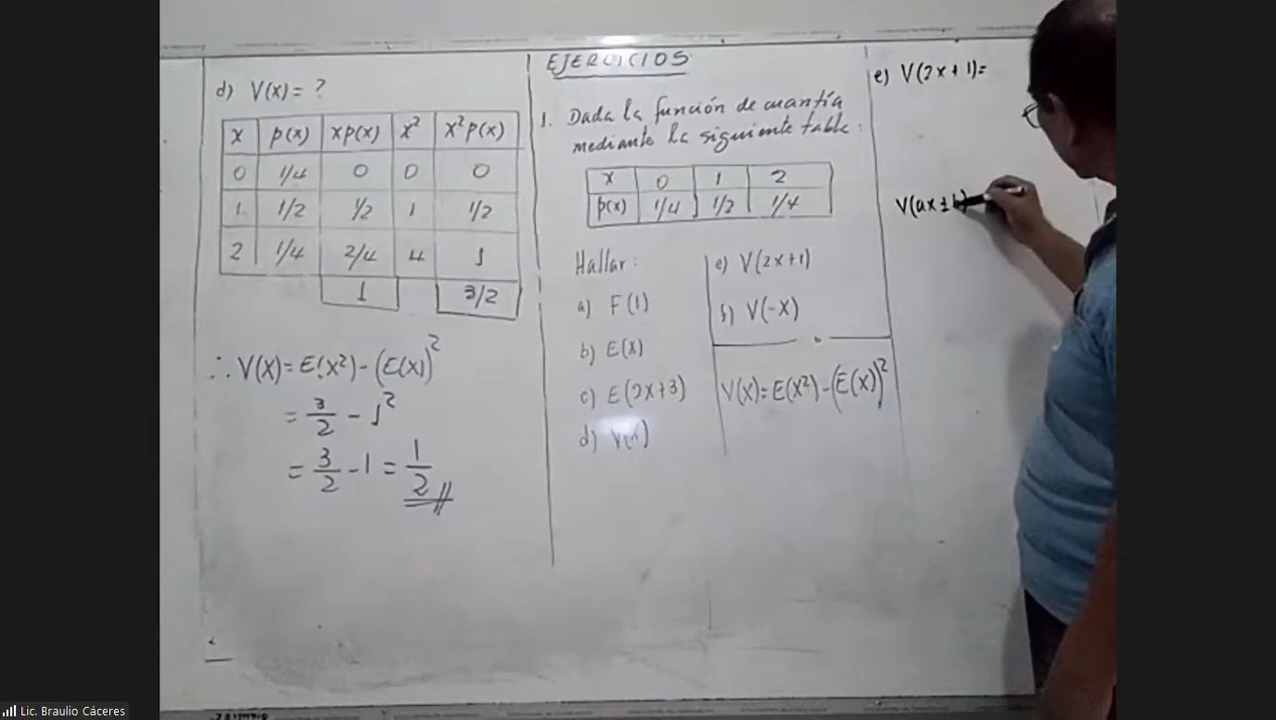 d) V(x) = ?
x p(x) xp(x) x² x²p(x)
0 1/4 0 0 0
1 1/2 1/2 1 1/2
2 1/4 2/4 4 1
1 3/2
∴ V(x) = E(x²) - (E(x))²
= 3/2 - 1²
= 3/2 - 1 = 1/2
EJERCICIOS
1. Dada la función de cuantía
mediante la siguiente tabla:
x 0 1 2
p(x) 1/4 1/2 1/4
Hallar:
a) F(1)
b) E(x)
c) E(2x+3)
d) V(x)
e) V(2x+1)
f) V(-x)
V(x) = E(x²) - (E(x))²
e) V(2x+1) =
V(ax±b)
Lic. Braulio Cáceres